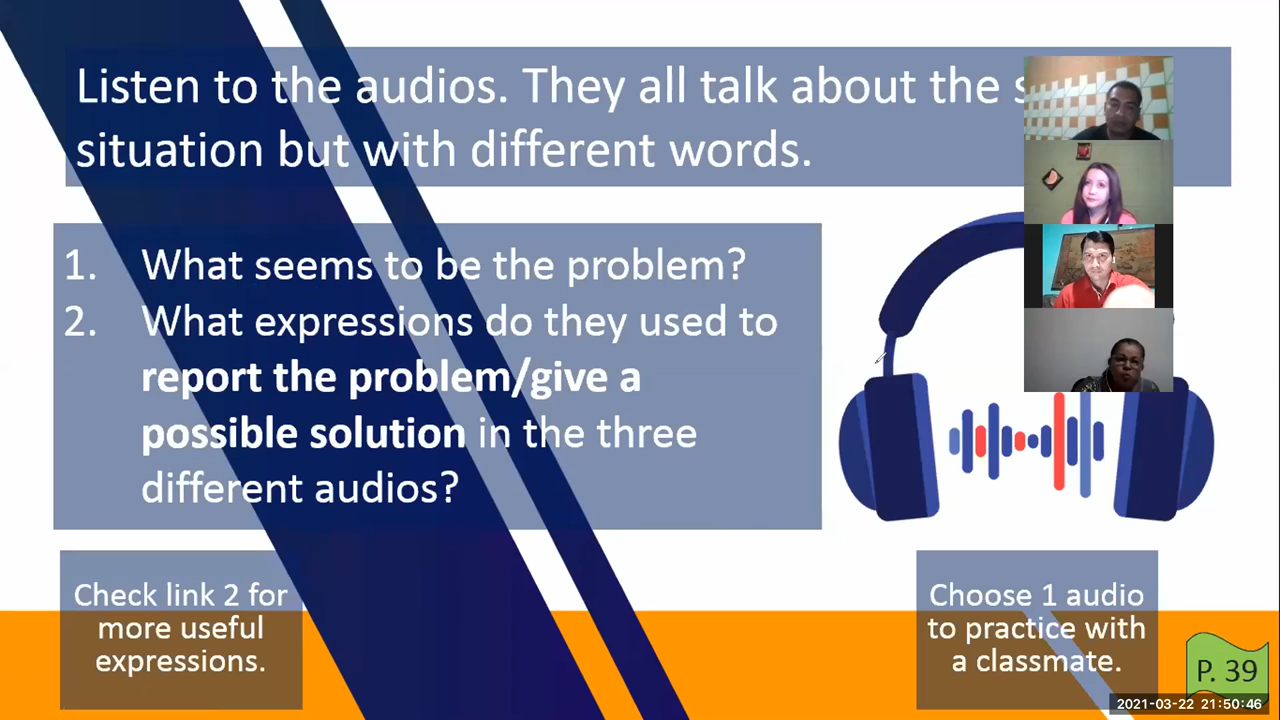 Listen to the audios. They all talk about the
situation but with different words.
1. What seems to be the problem?
2. What expressions do they used to
report the problem/give a
possible solution in the three
different audios?
Check link 2 for
more useful
expressions.
Choose 1 audio
to practice with
a classmate.
P. 39
2021-03-22 21:50:46